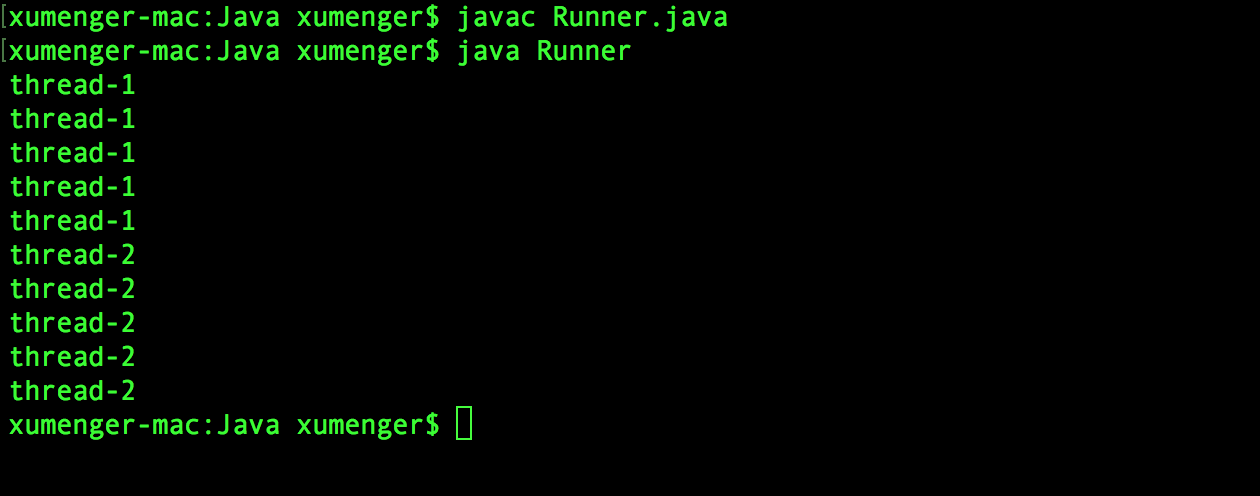 [xumenger-mac:Java xumenger$ javac Runner.java
[xumenger-mac:Java xumenger$ java Runner
thread-1
thread-1
thread-1
thread-1
thread-1
thread-2
thread-2
thread-2
thread-2
thread-2
xumenger-mac:Java xumenger$